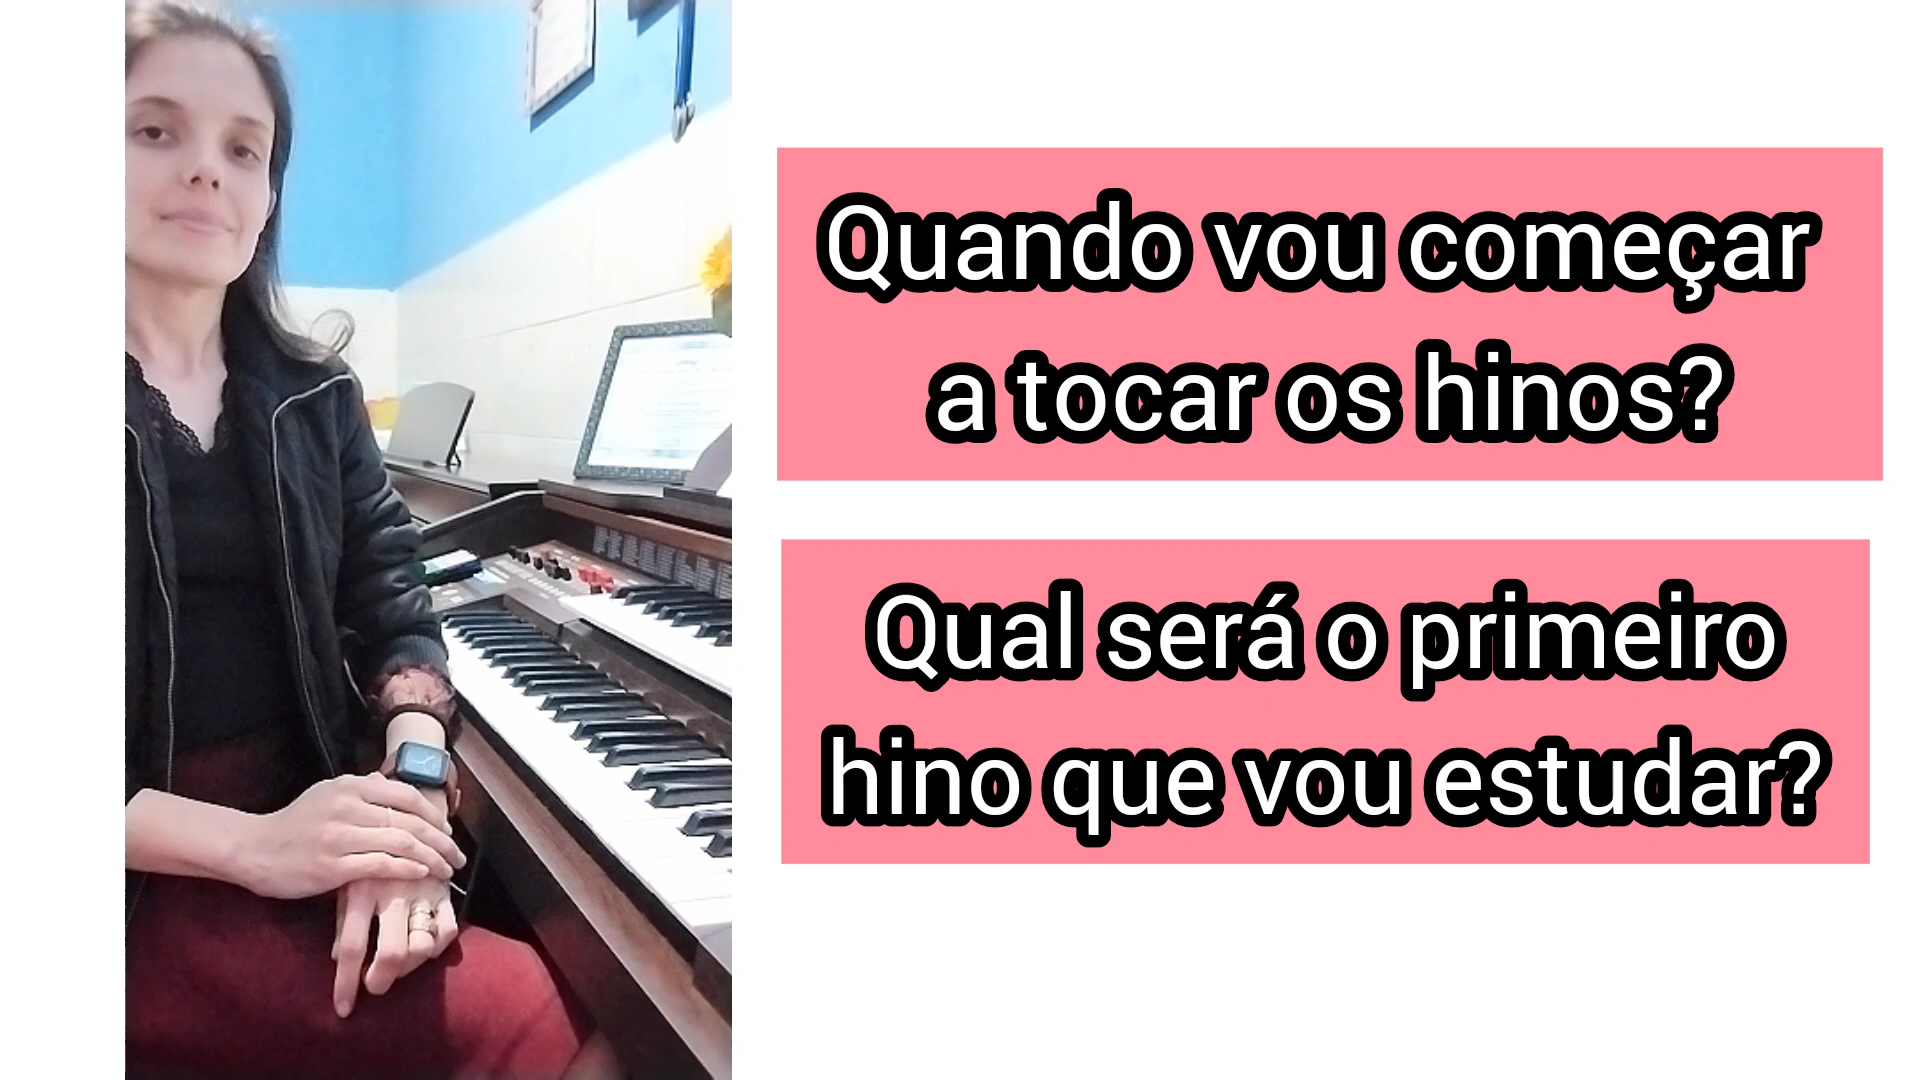 Quando vou começar
a tocar os hinos?
Qual será o primeiro
hino que vou estudar?